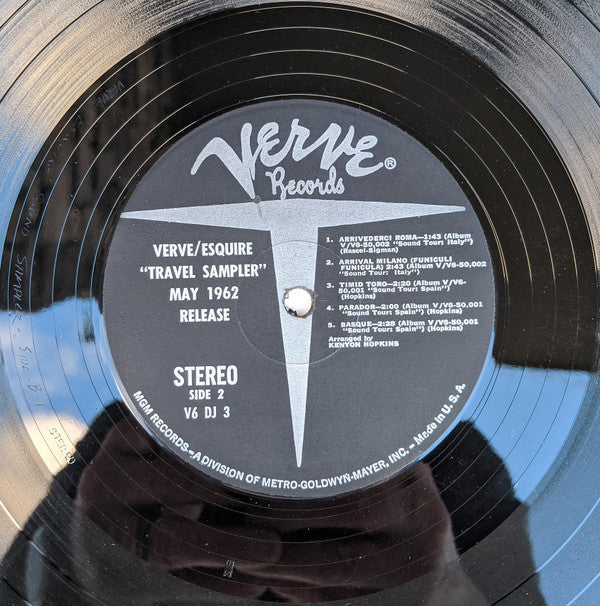 VERVE®
Records
VERVE/ESQUIRE
"TRAVEL SAMPLER"
MAY 1962
RELEASE
STEREO
SIDE 2
V6 DJ 3
1. ARRIVEDERCI ROMA—1:43 (Album
V/V6-50,002 "Sound Tour: Italy")
(Rascel-Sigman)
2. ARRIVAL MILANO (FUNICULI
FUNICULA) 2:43 (Album V/V6-50,001
"Sound Tour: Italy")
3. TIMID TORO—2:20 (Album V/V6-
50,001 "Sound Tour: Spain")
(Hopkins)
4. PARADOR—2:00 (Album V/V6-50,001
"Sound Tour: Spain") (Hopkins)
5. BASQUE—2:28 (Album V/V6-50,001
"Sound Tour: Spain") (Hopkins)
Arranged by
KENYON HOPKINS
MGM RECORDS—A DIVISION OF METRO-GOLDWYN-MAYER, INC.—Made in U.S.A.